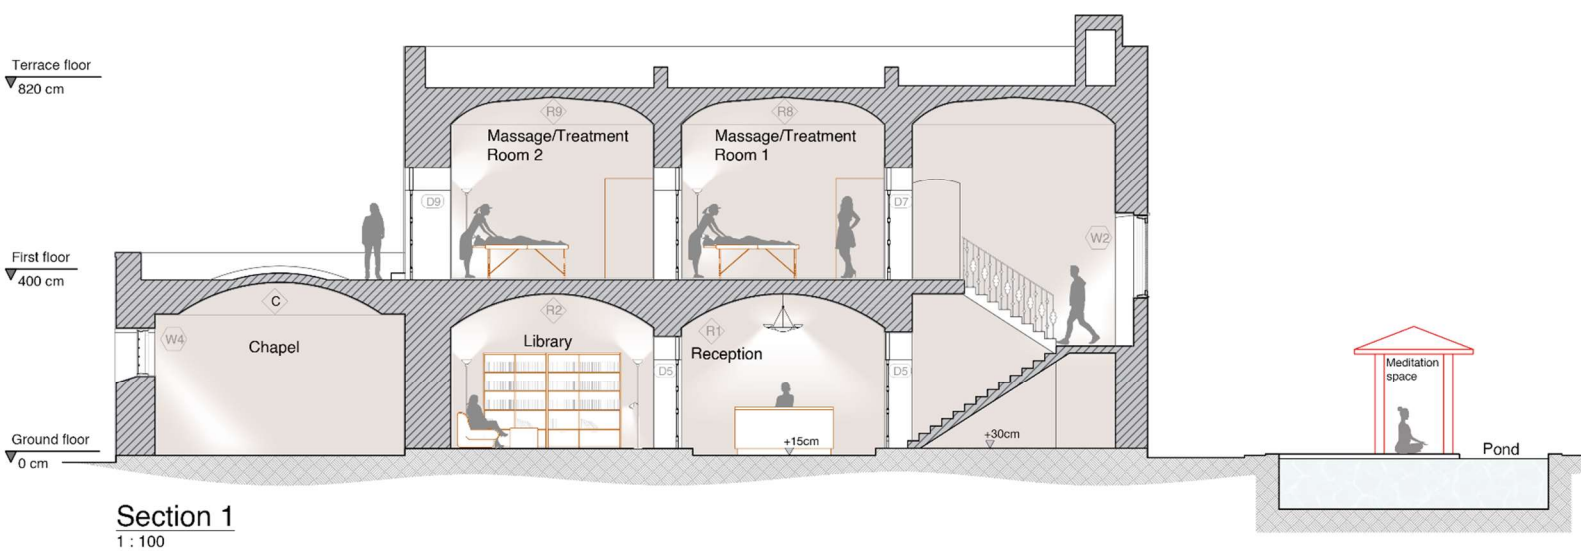 Terrace floor
820 cm
R9
R8
Massage/Treatment
Room 2
Massage/Treatment
Room 1
D9
D7
W2
First floor
400 cm
C
R2
R1
W4
Chapel
Library
Reception
D5
D5
Meditation
space
Ground floor
0 cm
+15cm
+30cm
Pond
Section 1
1 : 100